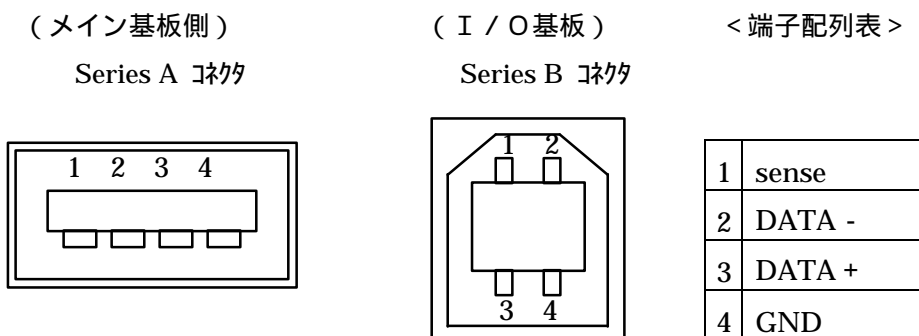 (メイン基板側)
(I/O基板)
<端子配列表>
Series A コネクタ
Series B コネクタ
1 2 3 4
1 2
3 4
1 sense
2 DATA -
3 DATA +
4 GND